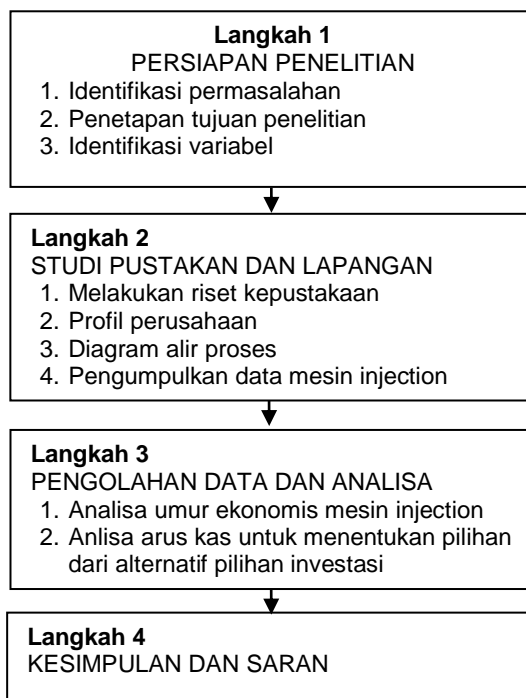 Langkah 1
PERSIAPAN PENELITIAN
1. Identifikasi permasalahan
2. Penetapan tujuan penelitian
3. Identifikasi variabel
Langkah 2
STUDI PUSTAKAN DAN LAPANGAN
1. Melakukan riset kepustakaan
2. Profil perusahaan
3. Diagram alir proses
4. Pengumpulkan data mesin injection
Langkah 3
PENGOLAHAN DATA DAN ANALISA
1. Analisa umur ekonomis mesin injection
2. Anlisa arus kas untuk menentukan pilihan
dari alternatif pilihan investasi
Langkah 4
KESIMPULAN DAN SARAN